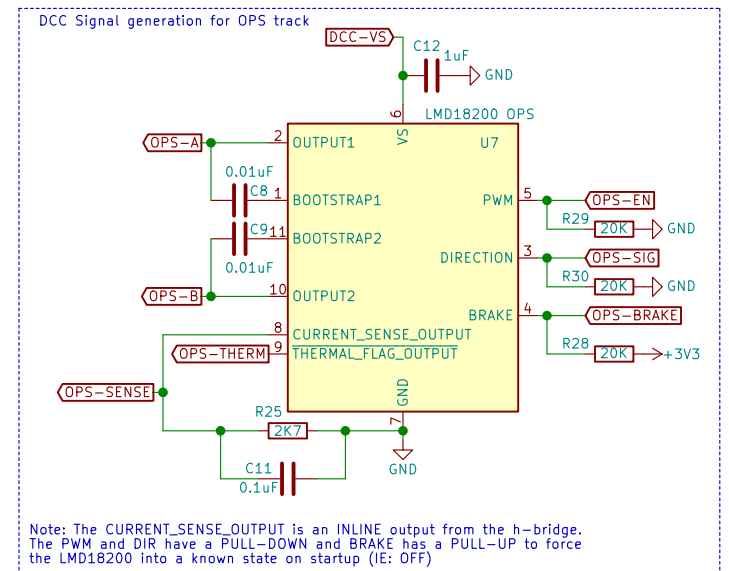 DCC Signal generation for OPS track
DCC-VS
C12
1uF
GND
6
LMD18200 OPS
VS
U7
OPS-A
2
OUTPUT1
0.01uF
C8
1
BOOTSTRAP1
PWM
5
OPS-EN
R29
20K
GND
C9
11
BOOTSTRAP2
0.01uF
DIRECTION
3
OPS-SIG
R30
20K
GND
OPS-B
10
OUTPUT2
BRAKE
4
OPS-BRAKE
8
CURRENT_SENSE_OUTPUT
R28
20K
+3V3
OPS-THERM
9
THERMAL_FLAG_OUTPUT
OPS-SENSE
GND
7
R25
2K7
GND
C11
0.1uF
Note: The CURRENT_SENSE_OUTPUT is an INLINE output from the h-bridge.
The PWM and DIR have a PULL-DOWN and BRAKE has a PULL-UP to force
the LMD18200 into a known state on startup (IE: OFF)